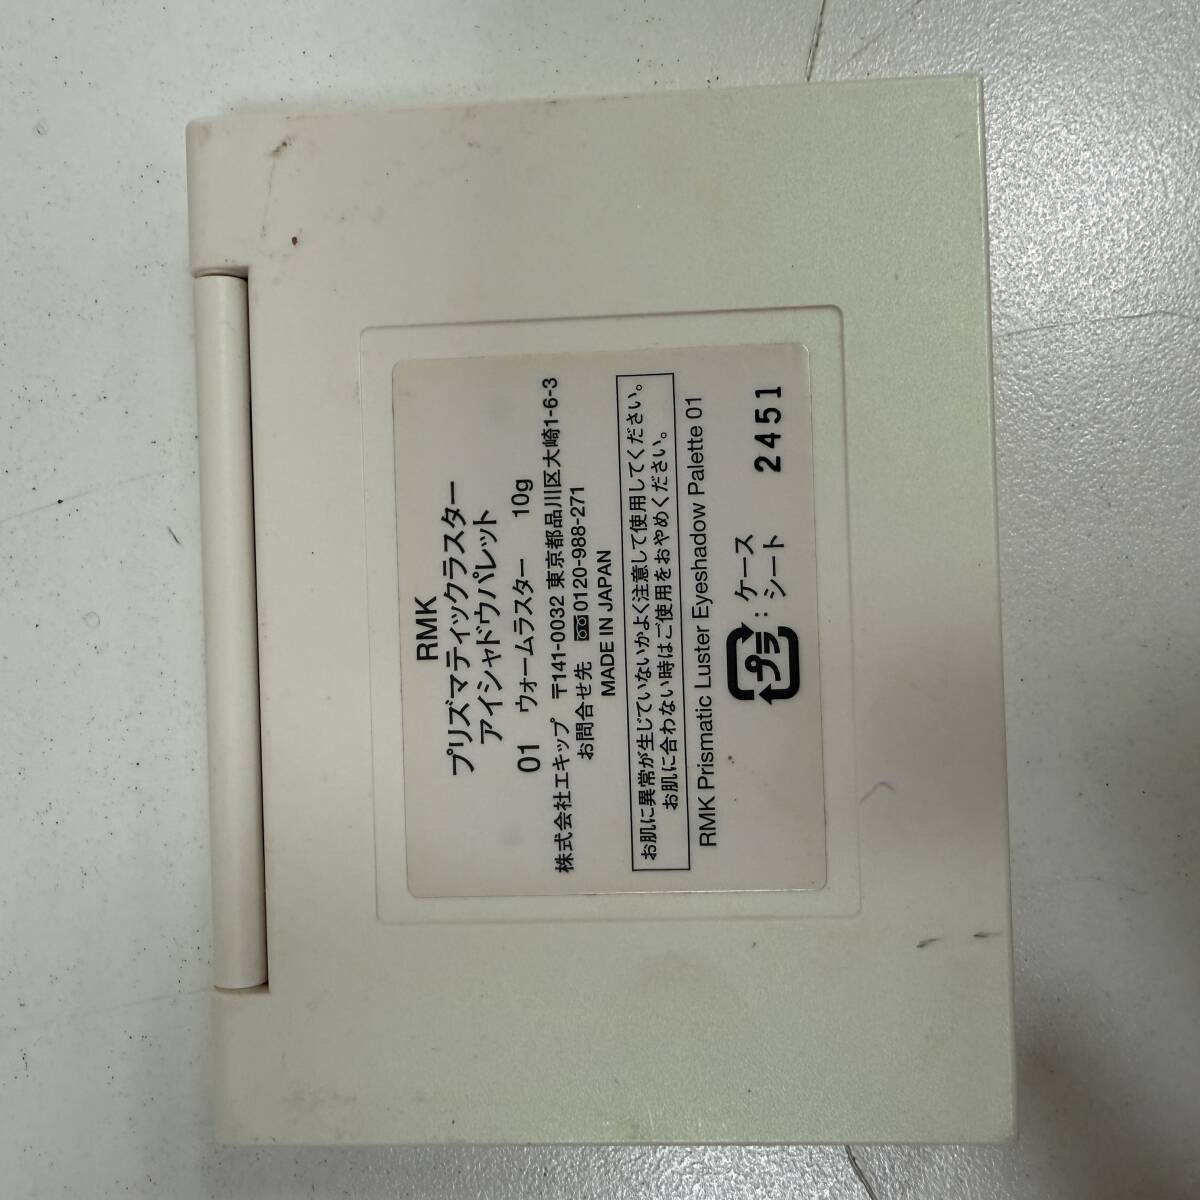 RMK
プリズマティックラスター
アイシャドウパレット
01 ウォームラスター 10g
株式会社エキップ 〒141-0032 東京都品川区大崎1-6-3
お問合せ先 0120-988-271
MADE IN JAPAN
お肌に異常が生じていないかよく注意して使用してください。
お肌に合わない時はご使用をおやめください。
RMK Prismatic Luster Eyeshadow Palette 01
プラ : ケース
シート
2451